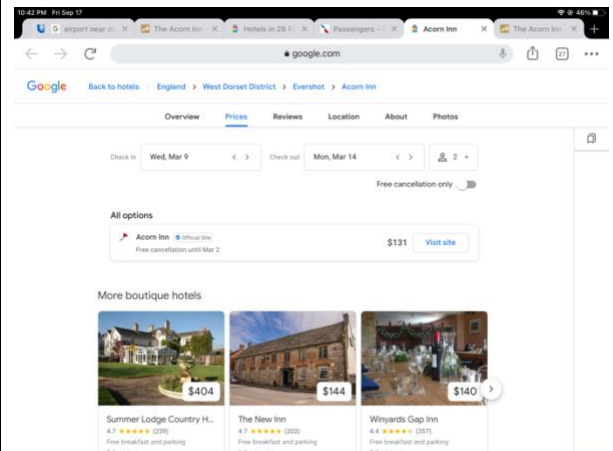 10:42 PM Fri Sep 17
46%
airport near
The Acorn Inn
Hotels in 28 F
Passengers –
Acorn Inn
The Acorn Inn
google.com
27
Google
Back to hotels
England > West Dorset District > Evershot > Acorn Inn
Overview Prices Reviews Location About Photos
Check in Wed, Mar 9 < > Check out Mon, Mar 14 < > 2
Free cancellation only
All options
Acorn Inn Official Site
Free cancellation until Mar 2
$131 Visit site
More boutique hotels
$404
$144
$140
Summer Lodge Country H...
4.7 (239)
Free breakfast and parking
The New Inn
4.7 (203)
Free breakfast and parking
Winyards Gap Inn
4.4 (357)
Free breakfast and parking